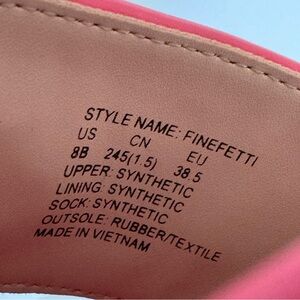 STYLE NAME: FINEFETTI
US CN EU
8B 245(1.5) 38.5
UPPER: SYNTHETIC
LINING: SYNTHETIC
SOCK: SYNTHETIC
OUTSOLE: RUBBER/TEXTILE
MADE IN VIETNAM